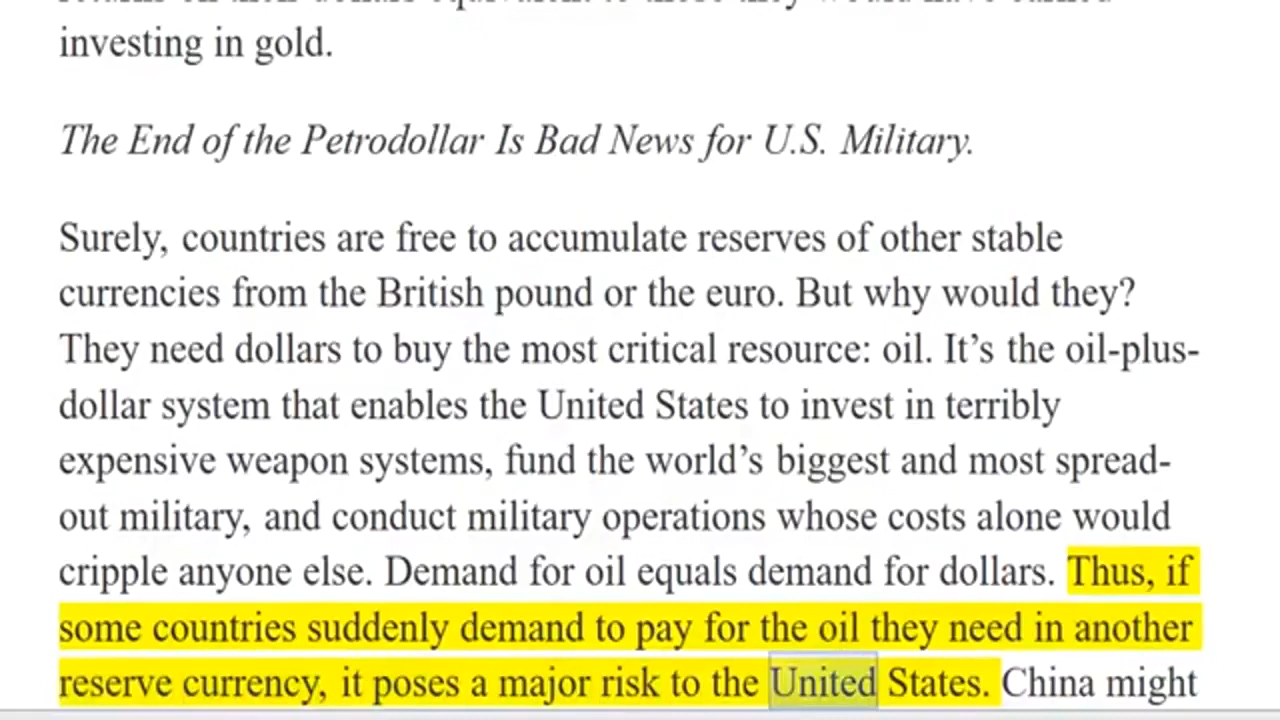 investing in gold.
The End of the Petrodollar Is Bad News for U.S. Military.
Surely, countries are free to accumulate reserves of other stable
currencies from the British pound or the euro. But why would they?
They need dollars to buy the most critical resource: oil. It’s the oil-plus-
dollar system that enables the United States to invest in terribly
expensive weapon systems, fund the world’s biggest and most spread-
out military, and conduct military operations whose costs alone would
cripple anyone else. Demand for oil equals demand for dollars. Thus, if
some countries suddenly demand to pay for the oil they need in another
reserve currency, it poses a major risk to the United States. China might